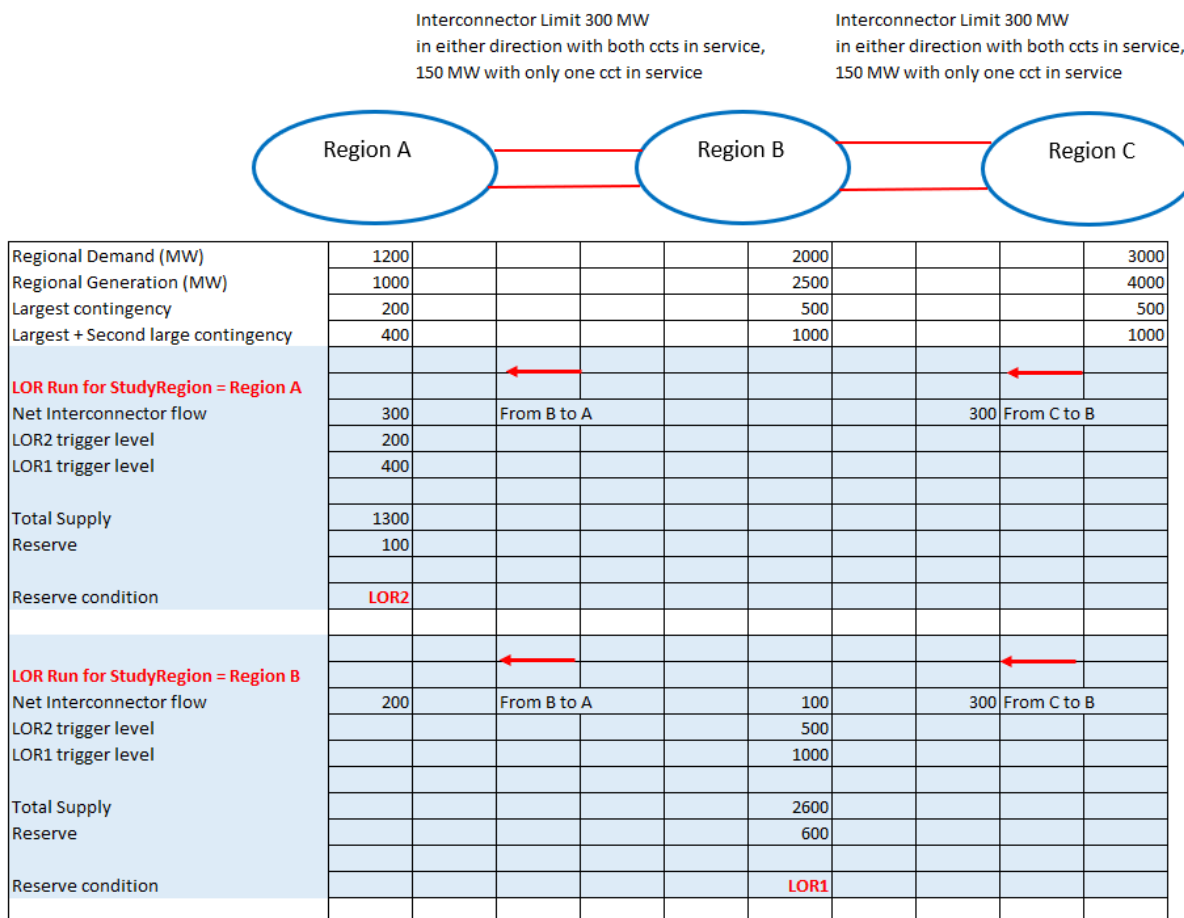 Interconnector Limit 300 MW
in either direction with both ccts in service,
150 MW with only one cct in service
Interconnector Limit 300 MW
in either direction with both ccts in service,
150 MW with only one cct in service
Region A
Region B
Region C
Regional Demand (MW) 1200 2000 3000
Regional Generation (MW) 1000 2500 4000
Largest contingency 200 500 500
Largest + Second large contingency 400 1000 1000
LOR Run for StudyRegion = Region A
Net Interconnector flow 300 From B to A 300 From C to B
LOR2 trigger level 200
LOR1 trigger level 400
Total Supply 1300
Reserve 100
Reserve condition LOR2
LOR Run for StudyRegion = Region B
Net Interconnector flow 200 From B to A 100 300 From C to B
LOR2 trigger level 500
LOR1 trigger level 1000
Total Supply 2600
Reserve 600
Reserve condition LOR1